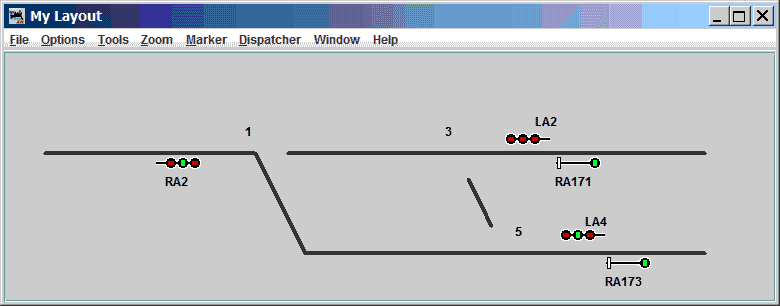 My Layout
File Options Tools Zoom Marker Dispatcher Window Help
LA2
1 3
RA2 RA171
LA4
5
RA173